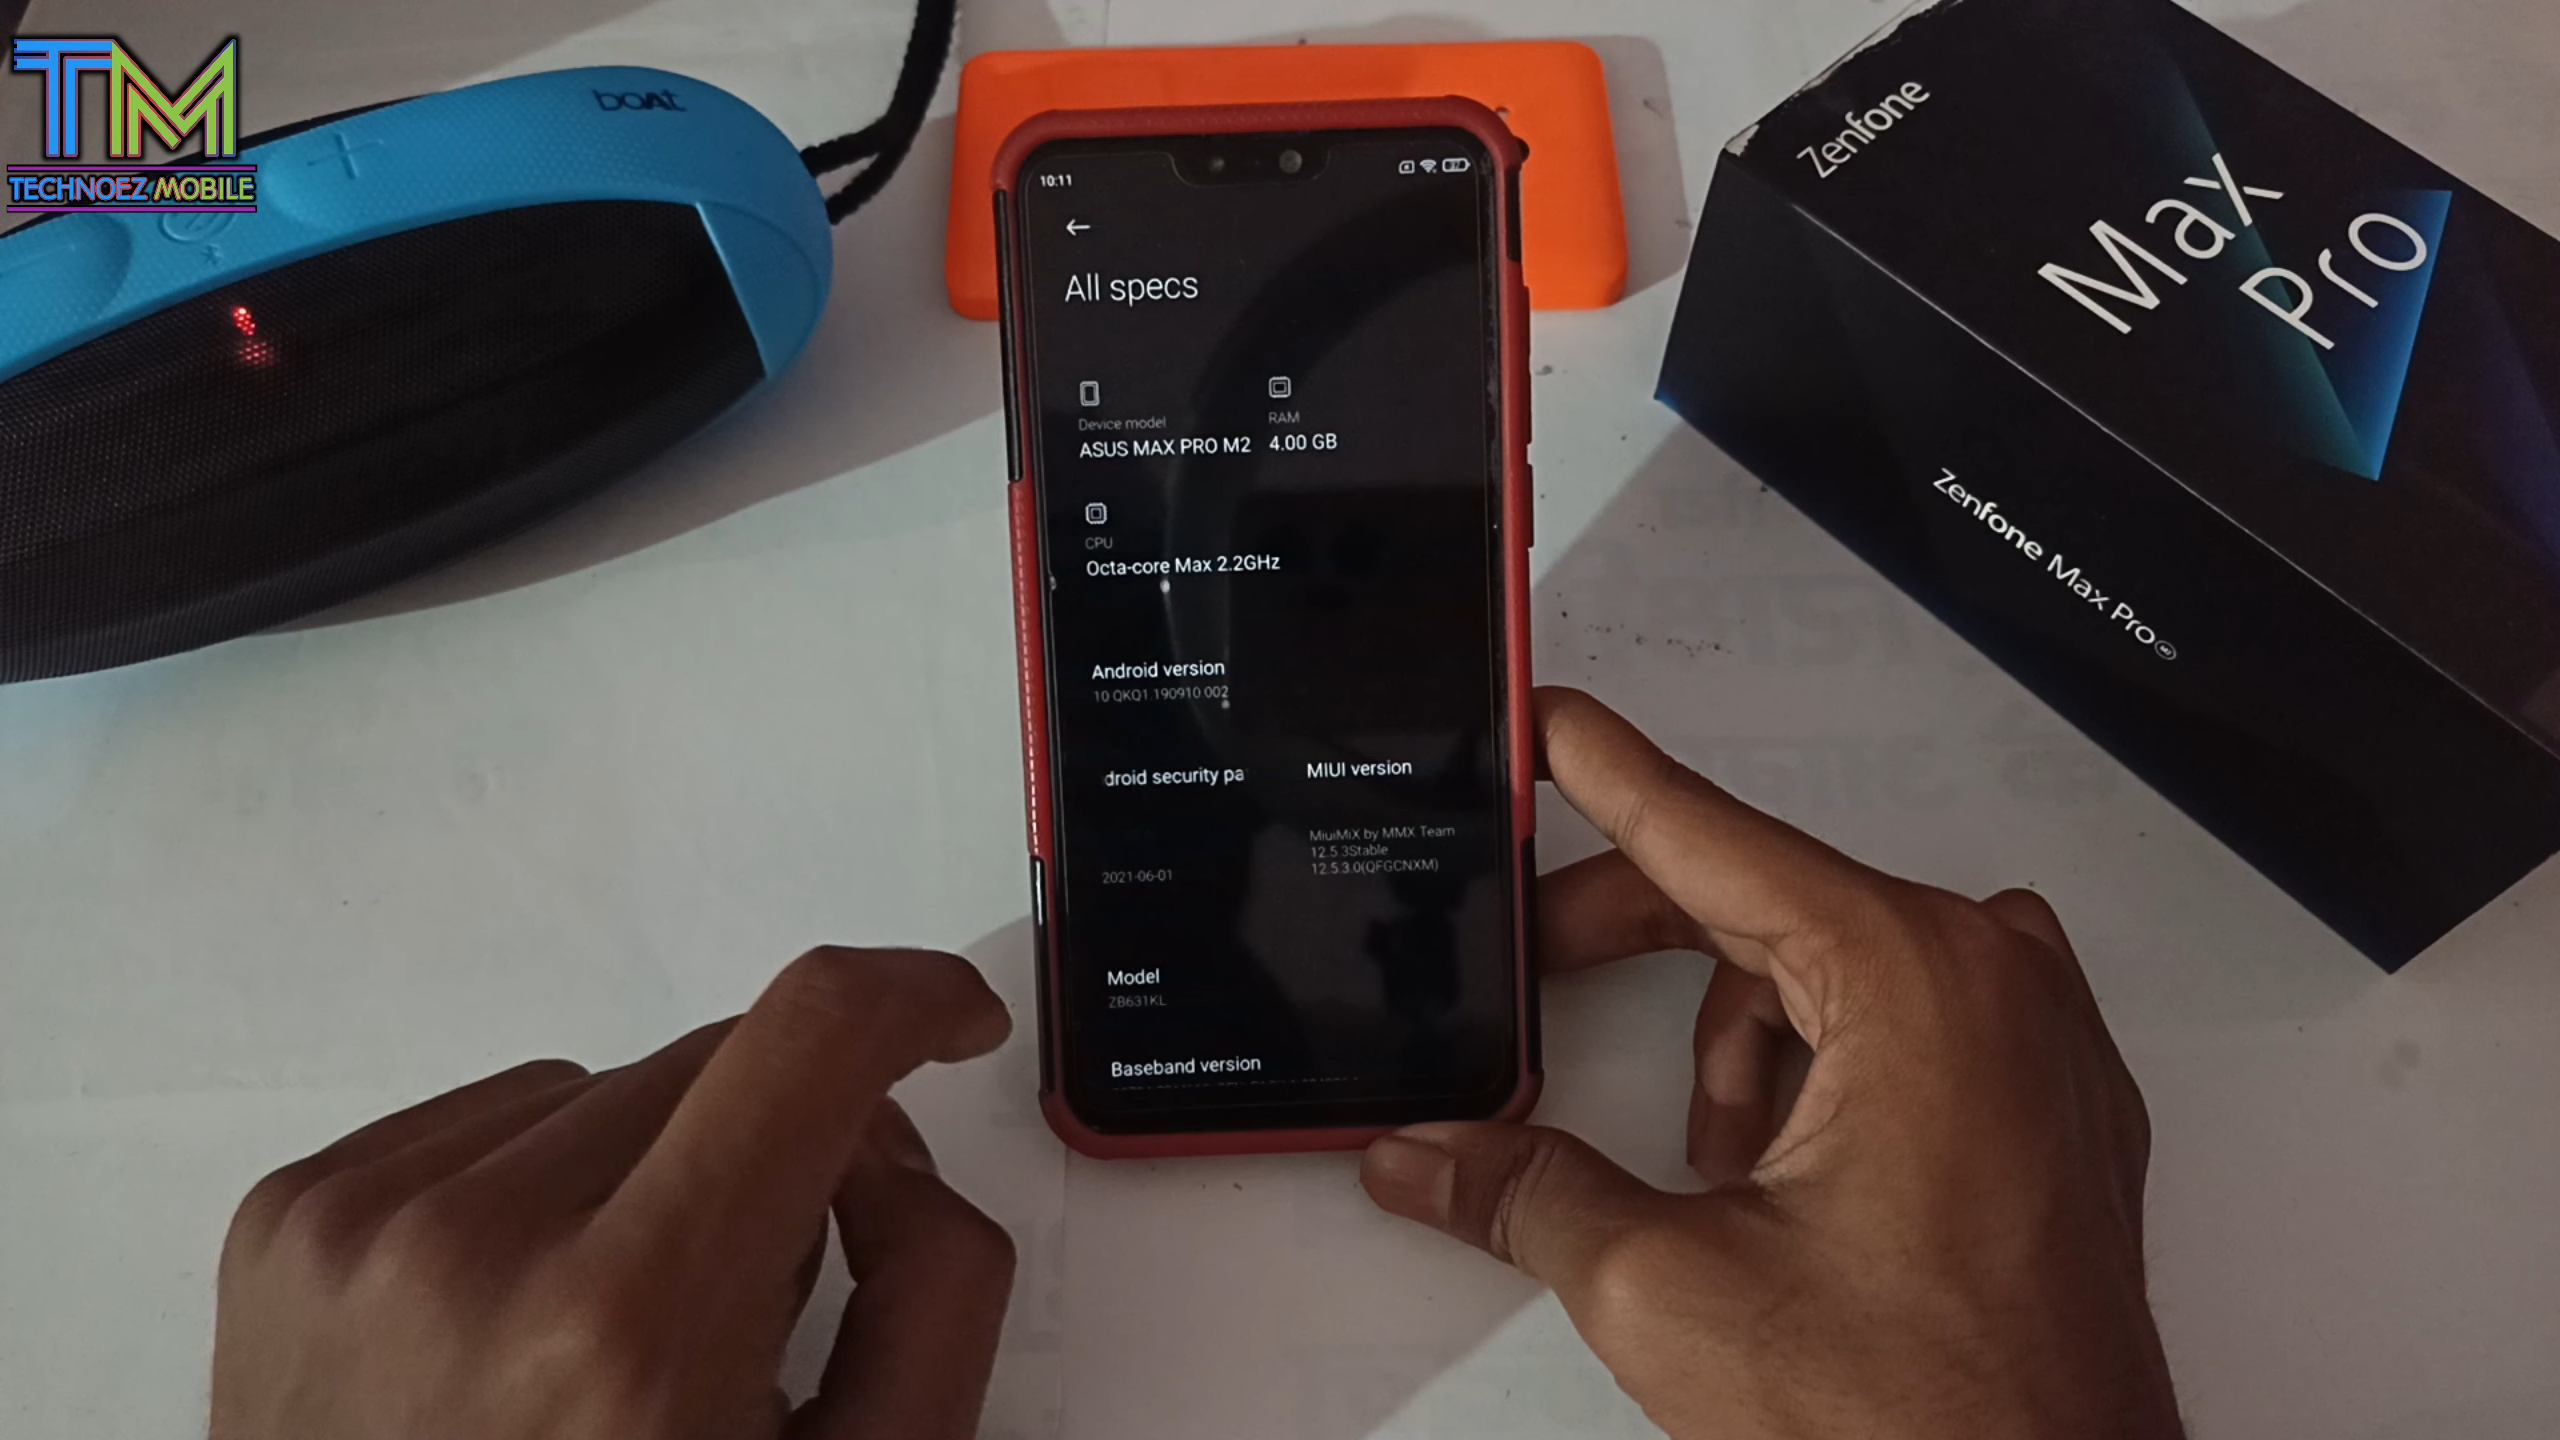 TM
TECHNOEZ MOBILE
boAt
Zenfone
Max
Pro
Zenfone Max Pro
10:11
All specs
Device model
ASUS MAX PRO M2
RAM
4.00 GB
CPU
Octa-core Max 2.2GHz
Android version
10 QKQ1.190910.002
droid security pa
2021-06-01
MIUI version
MiuiMiX by MMX Team
12.5.3Stable
12.5.3.0(QFGCNXM)
Model
ZB631KL
Baseband version